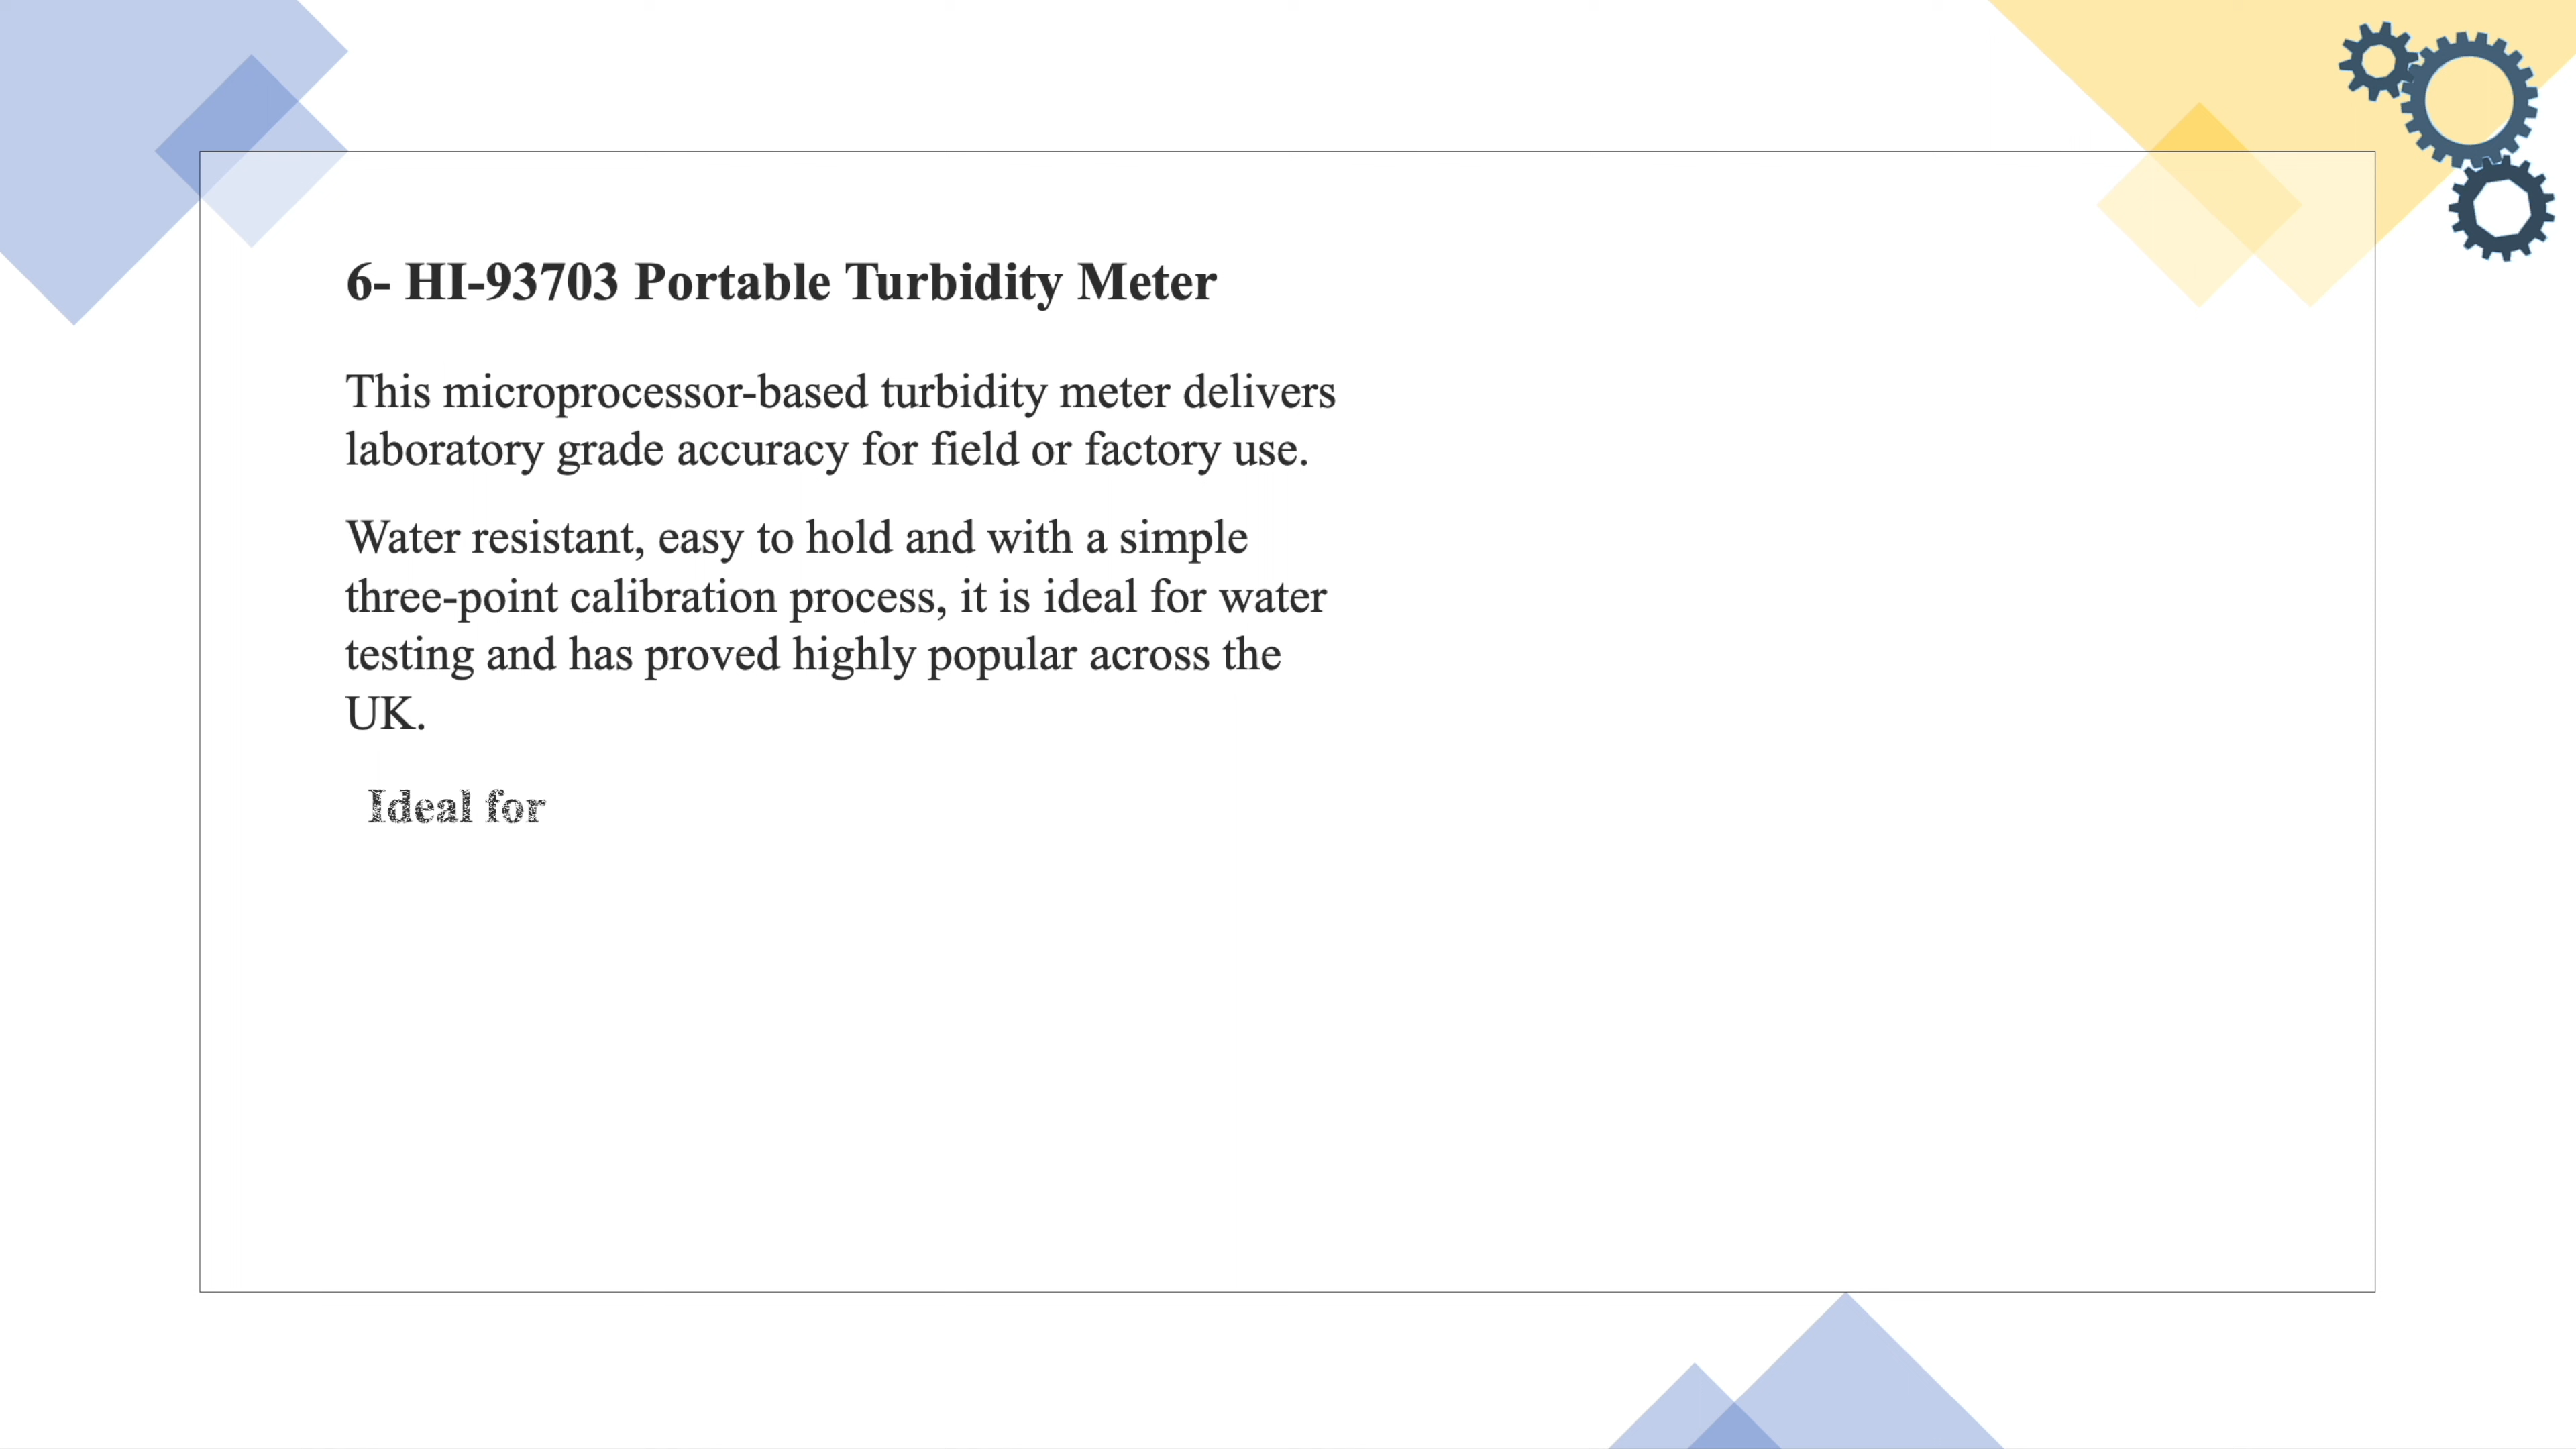 6- HI-93703 Portable Turbidity Meter
This microprocessor-based turbidity meter delivers
laboratory grade accuracy for field or factory use.
Water resistant, easy to hold and with a simple
three-point calibration process, it is ideal for water
testing and has proved highly popular across the
UK.
Ideal for